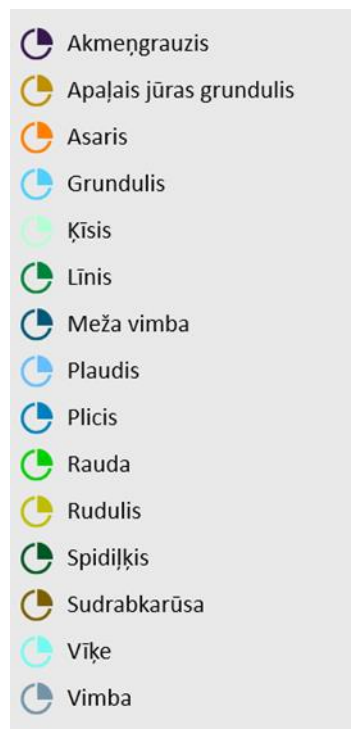 Akmeņgrauzis
Apaļais jūras grundulis
Asaris
Grundulis
Ķīsis
Līnis
Meža vimba
Plaudis
Plicis
Rauda
Rudulis
Spidiļķis
Sudrabkarūsa
Vīķe
Vimba